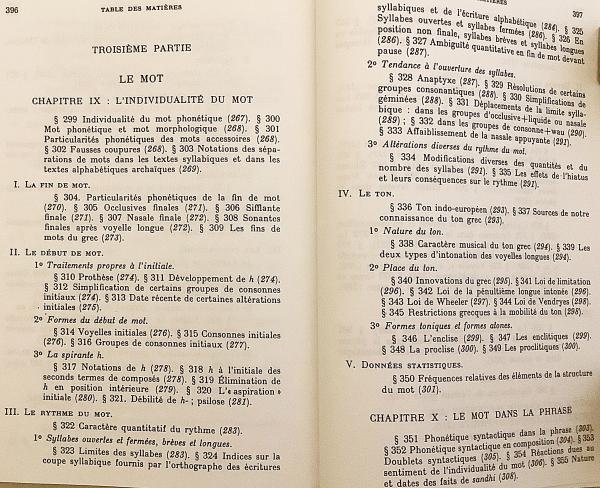 396
TABLE DES MATIÈRES
TROISIÈME PARTIE
LE MOT
CHAPITRE IX : L'INDIVIDUALITÉ DU MOT
§ 299 Individualité du mot phonétique (267). § 300
Mot phonétique et mot morphologique (268). § 301
Particularités phonétiques des mots accessoires (268).
§ 302 Fausses coupures (268). § 303 Notations des sépa-
rations de mots dans les textes syllabiques et dans les
textes alphabétiques archaïques (269).
I. LA FIN DE MOT.
§ 304. Particularités phonétiques de la fin de mot
(270). § 305 Occlusives finales (271). § 306 Sifflante
finale (271). § 307 Nasale finale (272). § 308 Sonantes
finales après voyelle longue (272). § 309 Les fins de
mots du grec (273).
II. LE DÉBUT DE MOT.
1º Traitements propres à l'initiale.
§ 310 Prothèse (274). § 311 Développement de h (274).
§ 312 Simplification de certains groupes de consonnes
initiaux (274). § 313 Date récente de certaines altérations
initiales (275).
2º Formes du début de mot.
§ 314 Voyelles initiales (276). § 315 Consonnes initiales
(276). § 316 Groupes de consonnes initiaux (277).
3º La spirante h.
§ 317 Notations de h (278). § 318 h à l'initiale des
seconds termes de composés (278). § 319 Élimination de
h en position intérieure (279). § 320 L'« aspiration »
initiale (280). § 321. Débilité de h- ; psilose (281).
III. LE RYTHME DU MOT.
§ 322 Caractère quantitatif du rythme (283).
1º Syllabes ouvertes et fermées, brèves et longues.
§ 323 Limites des syllabes (283). § 324 Indices sur la
coupe syllabique fournis par l'orthographe des écritures
397
syllabiques et de l'écriture alphabétique (284). § 325
Syllabes ouvertes et syllabes fermées (286). § 326 En
position non finale, syllabes brèves et syllabes longues
(286). § 327 Ambiguïté quantitative en fin de mot devant
pause (287).
2º Tendance à l'ouverture des syllabes.
§ 328 Anaptyxe (287). § 329 Résolutions de certains
groupes consonantiques (288). § 330 Simplifications de
géminées (288). § 331 Déplacements de la limite sylla-
bique : dans les groupes d'occlusive+liquide ou nasale
(289) ; § 332 dans les groupes de consonne+wau (290).
§ 333 Affaiblissement de la nasale appuyante (291).
3º Altérations diverses du rythme du mot.
§ 334 Modifications diverses des quantités et du
nombre des syllabes (291). § 335 Les effets de l'hiatus
et leurs conséquences sur le rythme (291).
IV. LE TON.
§ 336 Ton indo-européen (293). § 337 Sources de notre
connaissance du ton grec (293).
1º Nature du ton.
§ 338 Caractère musical du ton grec (294). § 339 Les
deux types d'intonation des voyelles longues (294).
2º Place du ton.
§ 340 Innovations du grec (295). § 341 Loi de limitation
(296). § 342 Loi de la pénultième longue intonée (296).
§ 343 Loi de Wheeler (297). § 344 Loi de Vendryes (298).
§ 345 Restrictions grecques à la mobilité du ton (298).
3º Formes toniques et formes atones.
§ 346 L'enclise (299). § 347 Les enclitiques (299).
§ 348 La proclise (300). § 349 Les proclitiques (300).
V. DONNÉES STATISTIQUES.
§ 350 Fréquences relatives des éléments de la structure
du mot (301).
CHAPITRE X : LE MOT DANS LA PHRASE
§ 351 Phonétique syntactique dans la phrase (303).
§ 352 Phonétique syntactique en composition (304). § 353
Doublets syntactiques (305). § 354 Réactions dues au
sentiment de l'individualité du mot (306). § 355 Nature
et dates des faits de sandhi (308).